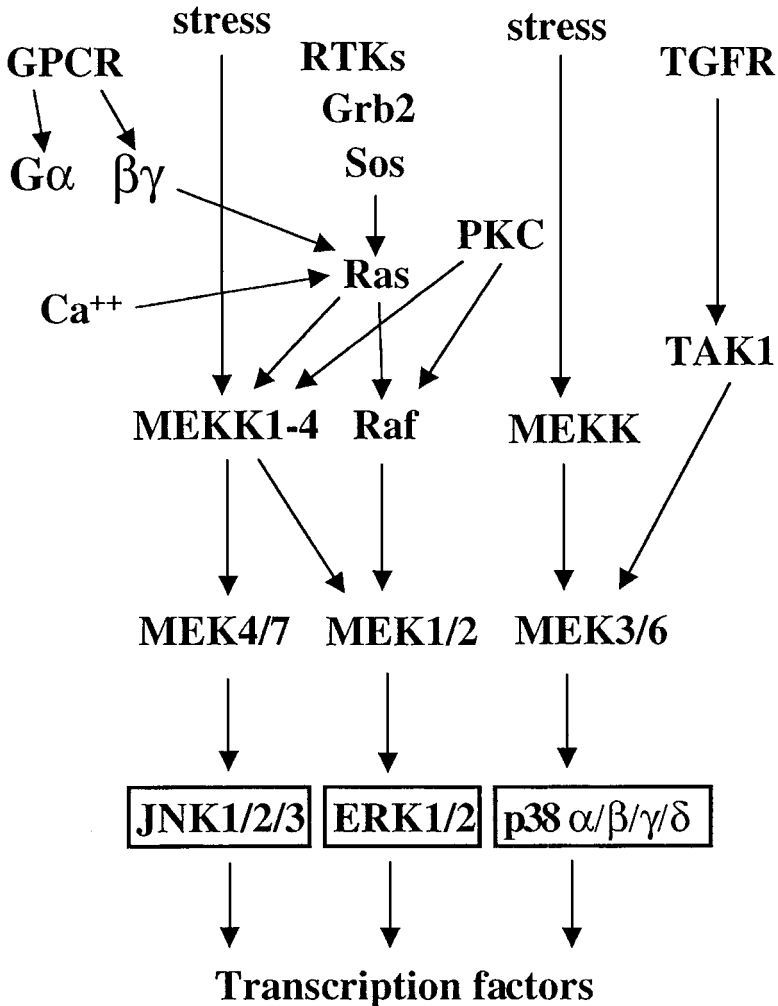 stress
stress
GPCR
RTKs
TGFR
Grb2
Gα
βγ
Sos
PKC
Ras
Ca++
TAK1
MEKK1-4
Raf
MEKK
MEK4/7
MEK1/2
MEK3/6
JNK1/2/3
ERK1/2
p38 α/β/γ/δ
Transcription factors